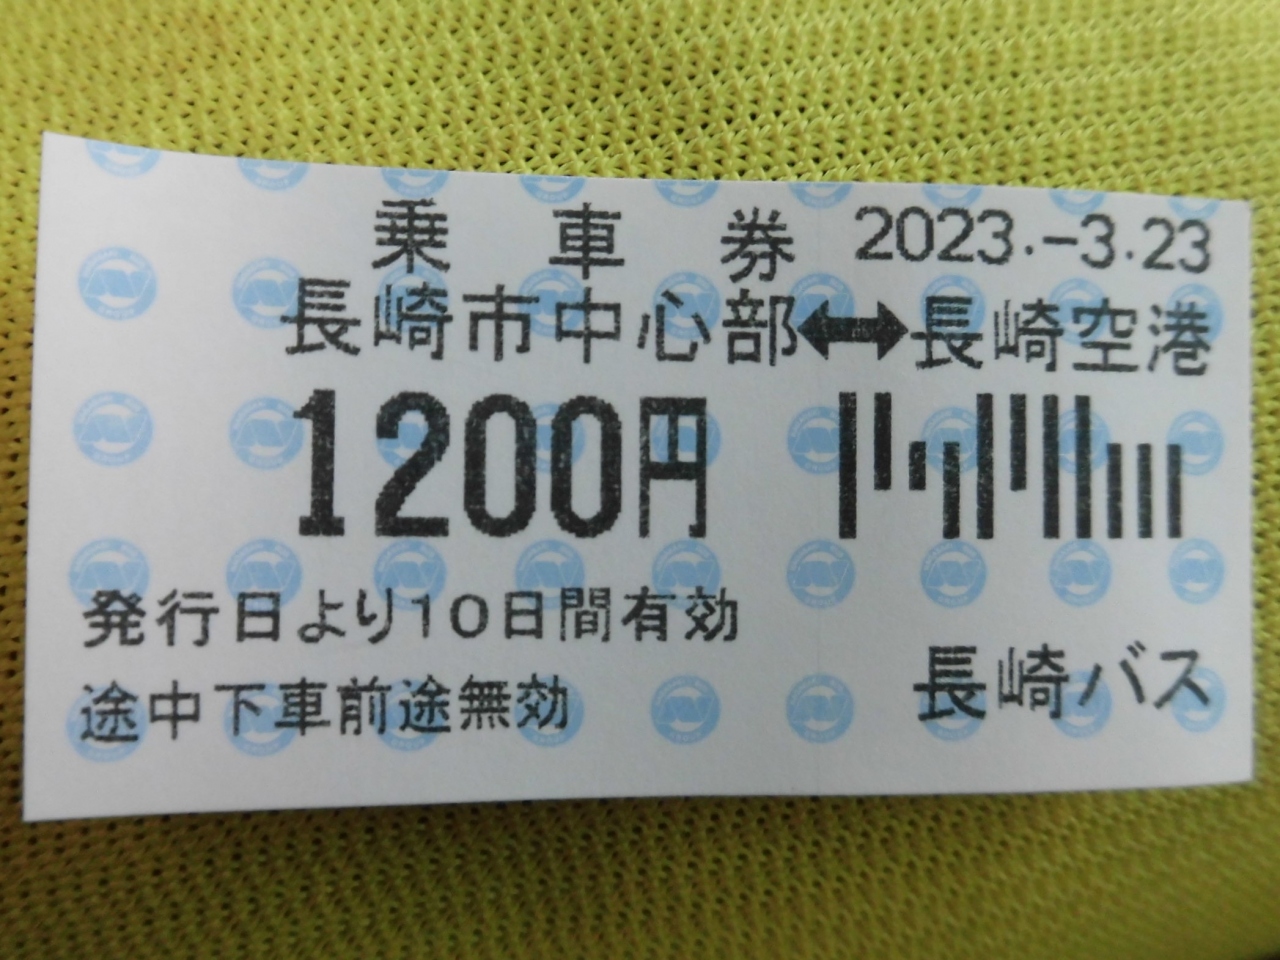 乗車券 2023.-3.23
長崎市中心部↔長崎空港
1200円
発行日より10日間有効
途中下車前途無効
長崎バス